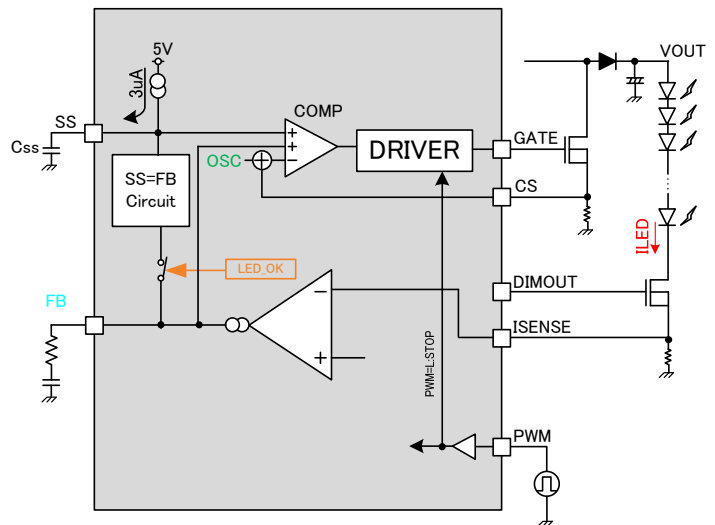 5V
VOUT
3uA
COMP
SS
GATE
Css
DRIVER
OSC
SS=FB
Circuit
CS
ILED
LED_OK
DIMOUT
FB
ISENSE
PWM=L:STOP
PWM